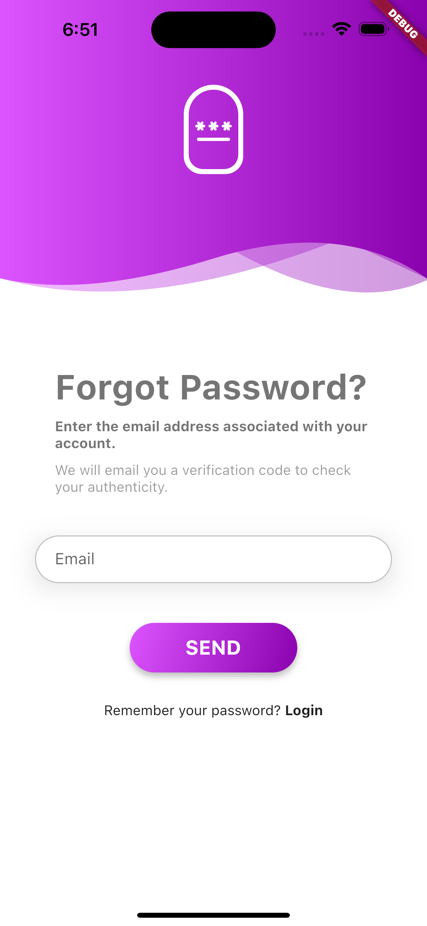 6:51
DEBUG
***
Forgot Password?
Enter the email address associated with your
account.
We will email you a verification code to check
your authenticity.
Email
SEND
Remember your password? Login